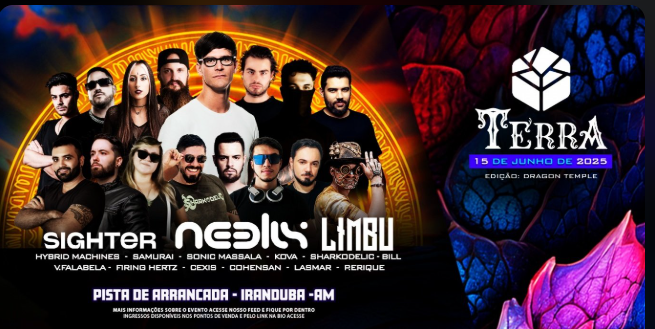 SIGHTER NEELIX LIMBU
HYBRID MACHINES - SAMURAI - SONIC MASSALA - KOVA - SHARKODELIC - BILL
V.FALABELA - FIRING HERTZ - CEXIS - COHENSAN - LASMAR - P.ERIQUE
PISTA DE ARRANCADA - IRANDUBA -AM
MAIS INFORMAÇÕES SOBRE O EVENTO ACESSE NOSSO FEED E FIQUE POR DENTRO
INGRESSOS DISPONÍVEIS NOS PONTOS DE VENDA E PELO LINK NA BIO ACESSE
TERRA
15 DE JUNHO DE 2025
EDIÇÃO: DRAGON TEMPLE